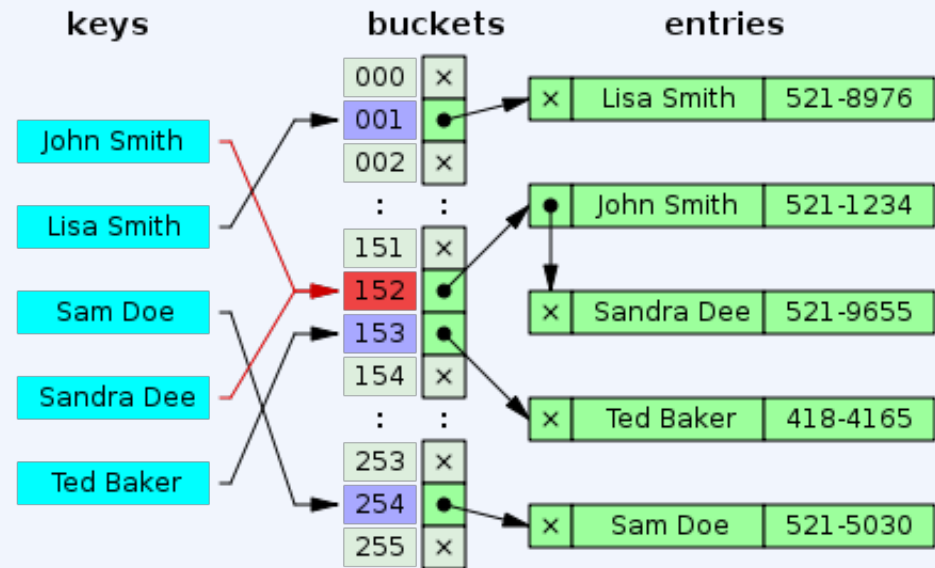 keys
buckets
entries
John Smith
Lisa Smith
Sam Doe
Sandra Dee
Ted Baker
000 ×
001
002 ×
: :
151 ×
152
153
154 ×
: :
253 ×
254
255 ×
× Lisa Smith 521-8976
John Smith 521-1234
× Sandra Dee 521-9655
× Ted Baker 418-4165
× Sam Doe 521-5030